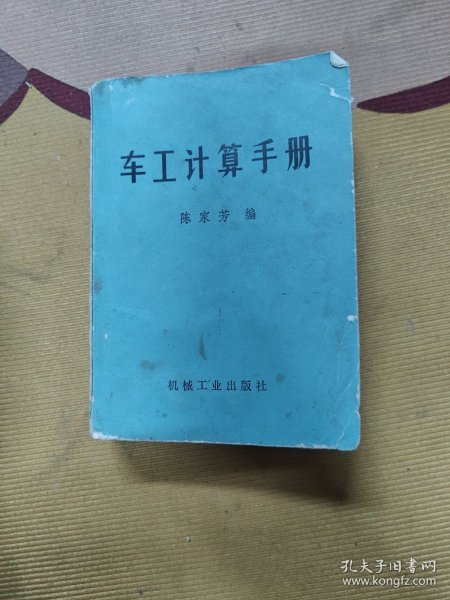 车工计算手册
陈家芳 编
机械工业出版社
孔夫子旧书网
www.kongfz.com